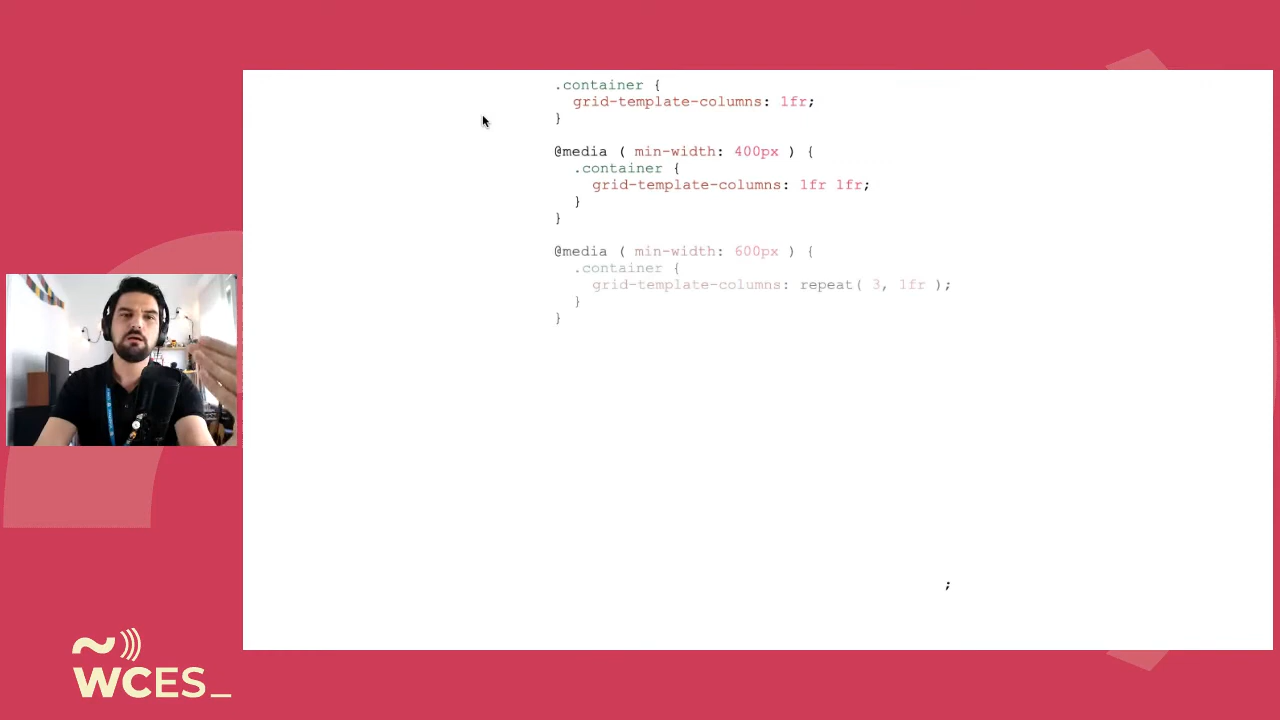 .container {
grid-template-columns: 1fr;
}
@media ( min-width: 400px ) {
.container {
grid-template-columns: 1fr 1fr;
}
}
@media ( min-width: 600px ) {
.container {
grid-template-columns: repeat( 3, 1fr );
}
}
;
WCES_